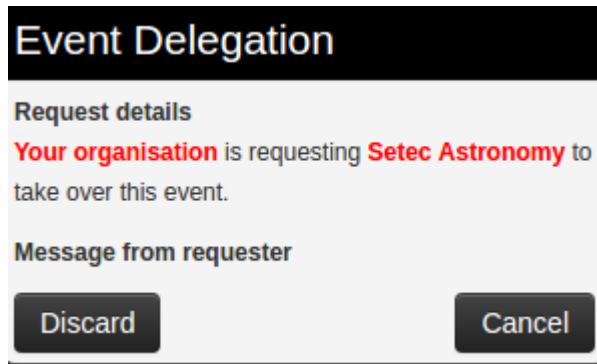 Event Delegation
Request details
Your organisation is requesting Setec Astronomy to
take over this event.
Message from requester
Discard Cancel